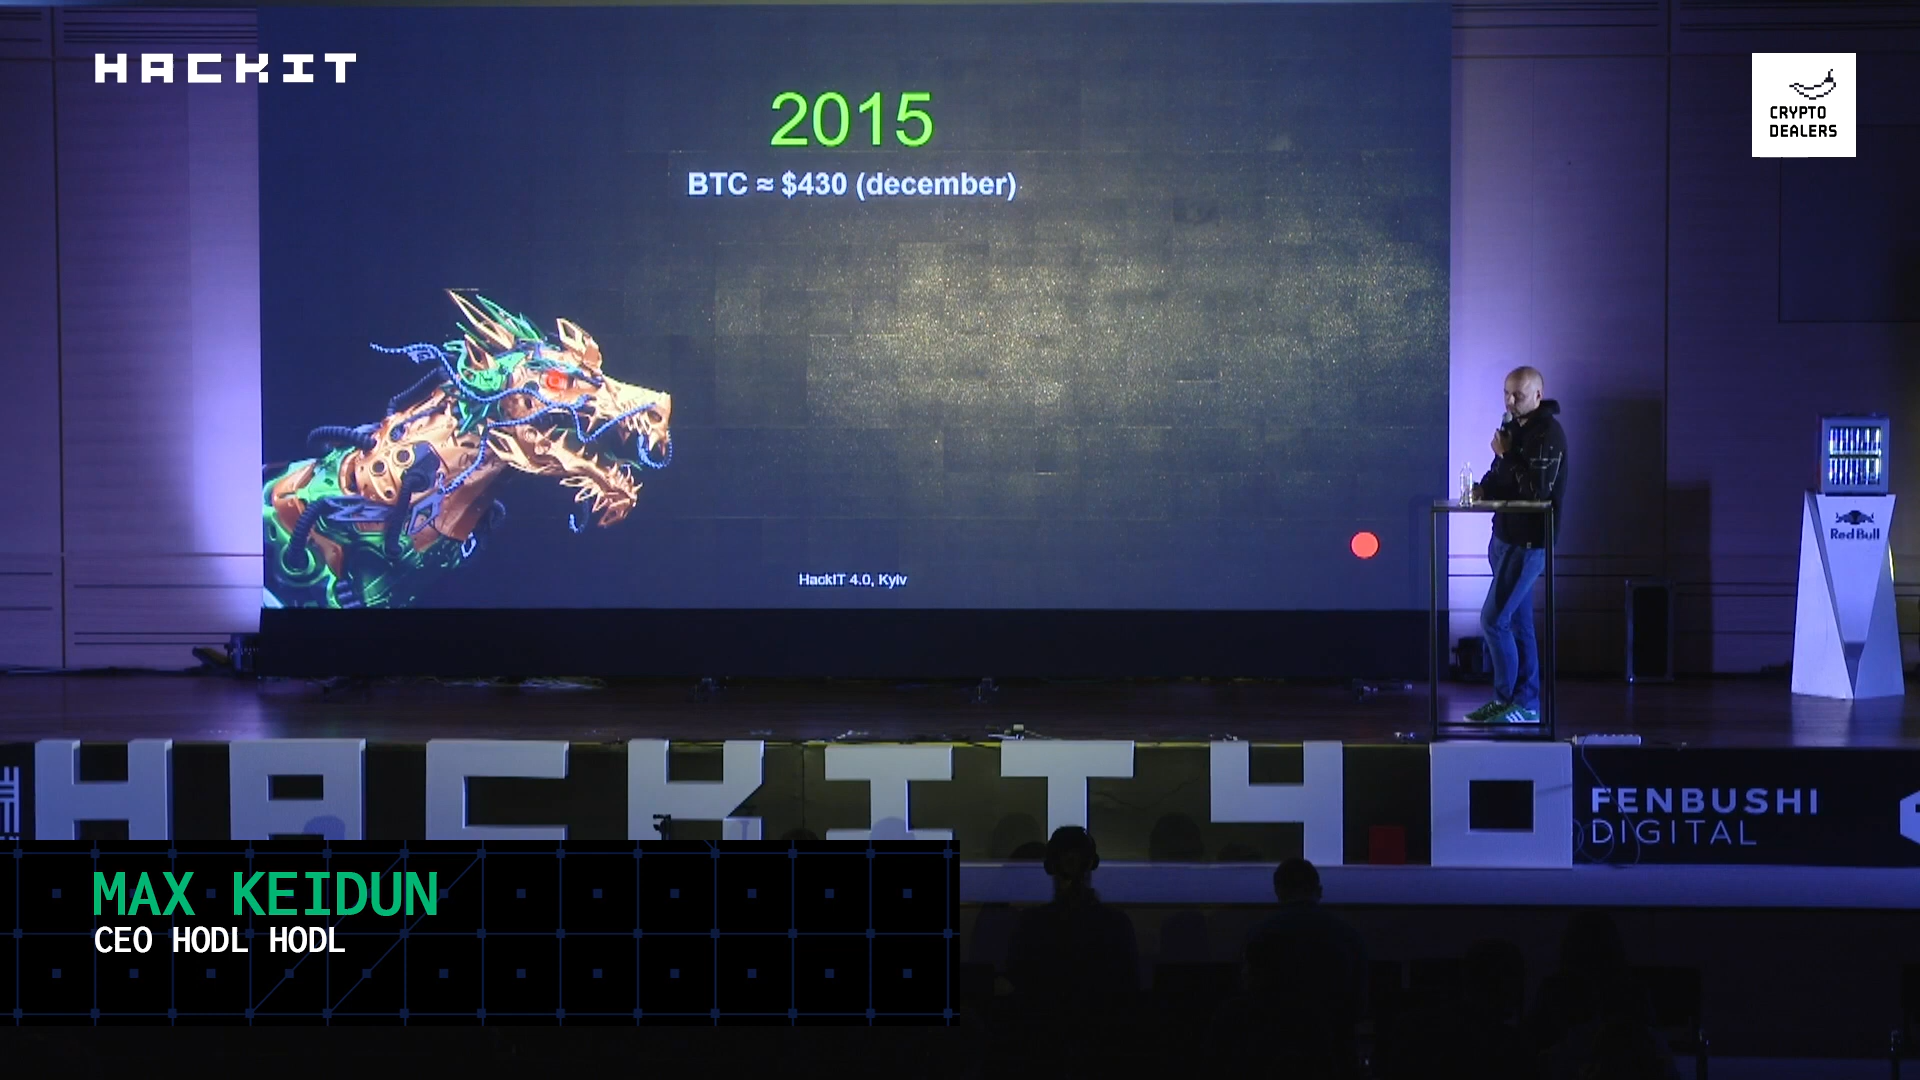 HACKIT
CRYPTO
DEALERS
2015
BTC ≈ $430 (december)
HackIT 4.0, Kyiv
Red Bull
HACKIT 4.0
FENBUSHI
DIGITAL
MAX KEIDUN
CEO HODL HODL